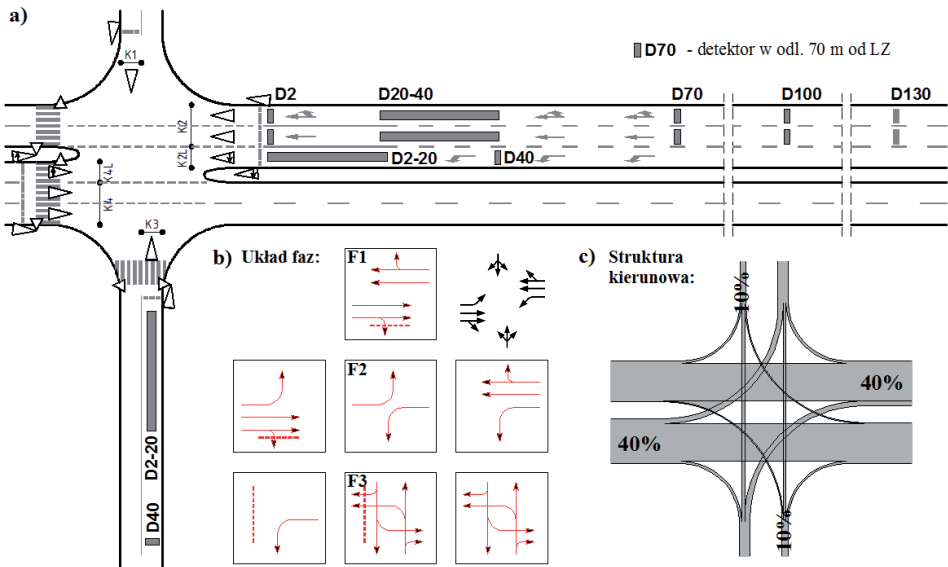 a)
K1
D70 - detektor w odl. 70 m od LZ
D2
D20-40
D70
D100
D130
K2
K2L
D2-20
D40
K4L
K4
K3
b) Układ faz:
F1
c) Struktura
kierunowa:
10%
F2
40%
40%
D2-20
F3
D40
10%